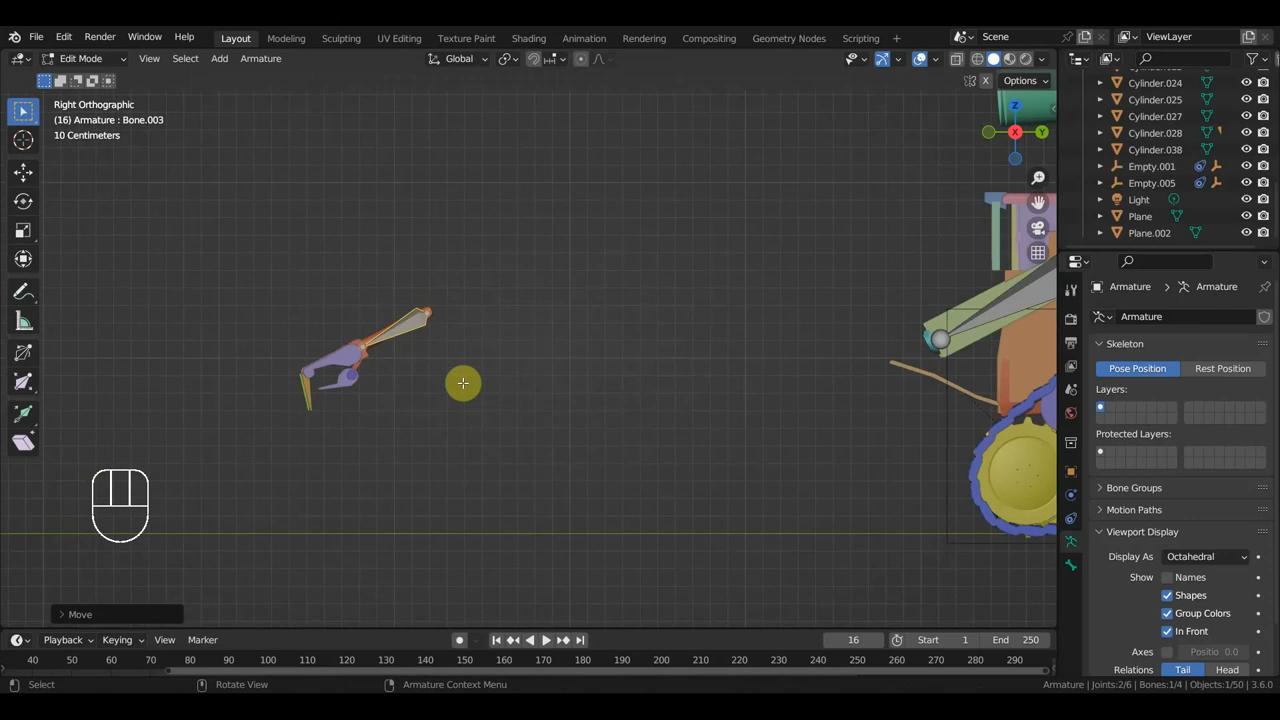 File Edit Render Window Help Layout Modeling Sculpting UV Editing Texture Paint Shading Animation Rendering Compositing Geometry Nodes Scripting Scene ViewLayer
Edit Mode View Select Add Armature Global
X Options
Right Orthographic
(16) Armature : Bone.003
10 Centimeters
Z
Y
X
Cylinder.024
Cylinder.025
Cylinder.027
Cylinder.028
Cylinder.038
Empty.001
Empty.005
Light
Plane
Plane.002
Armature Armature
Armature
Skeleton
Pose Position Rest Position
Layers:
Protected Layers:
Bone Groups
Motion Paths
Viewport Display
Display As Octahedral
Show Names
Shapes
Group Colors
In Front
Axes Positio 0.0
Relations Tail Head
Move
Playback Keying View Marker 16 Start 1 End 250
40 50 60 70 80 90 100 110 120 130 140 150 160 170 180 190 200 210 220 230 240 250 260 270 280 290
Select Rotate View Armature Context Menu Armature | Joints:2/6 | Bones:1/4 | Objects:1/50 | 3.6.0